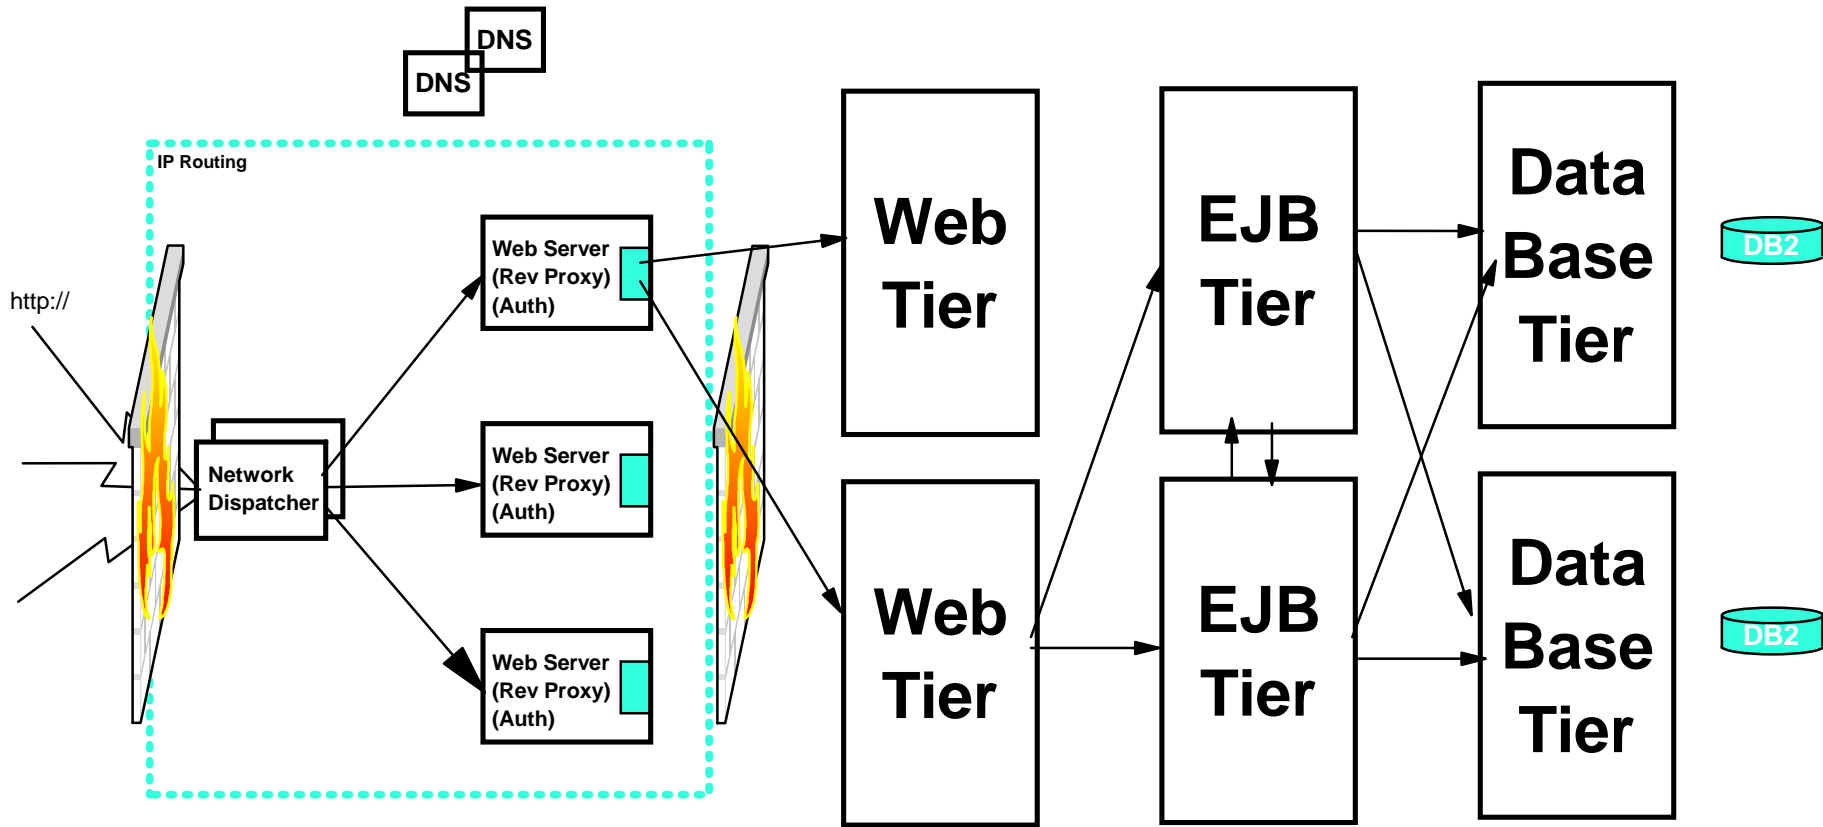 DNS
DNS
IP Routing
http://
Network
Dispatcher
Web Server
(Rev Proxy)
(Auth)
Web Server
(Rev Proxy)
(Auth)
Web Server
(Rev Proxy)
(Auth)
Web
Tier
Web
Tier
EJB
Tier
EJB
Tier
Data
Base
Tier
Data
Base
Tier
DB2
DB2